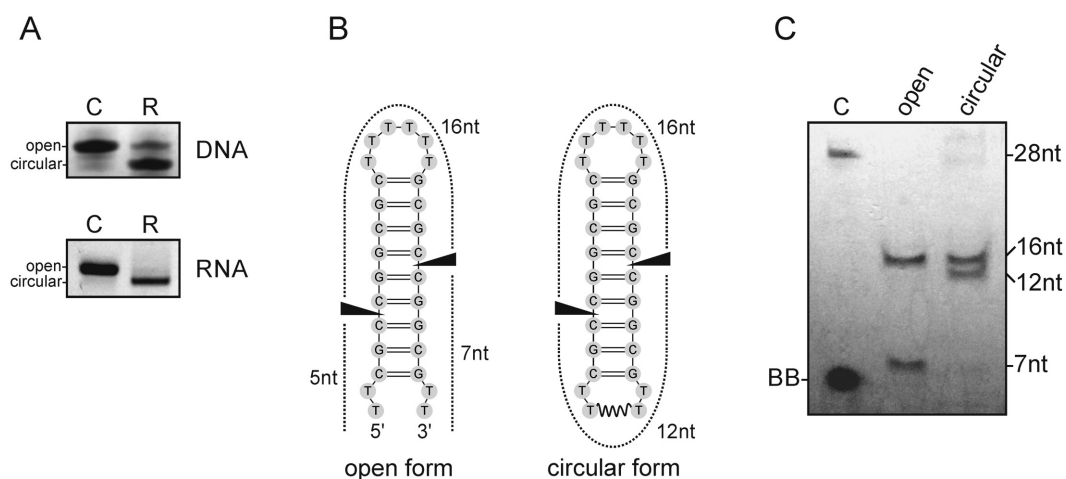 A
C R
open
circular
DNA
C R
open
circular
RNA
B
16nt
T T T T
T T
C G
G C
C G
G C
G C
C G
C G
G C
C G
T T
T T
5nt
7nt
5' 3'
open form
16nt
T T T T
T T
C G
G C
C G
G C
G C
C G
C G
G C
C G
T T
T T
12nt
circular form
C
C
open
circular
28nt
16nt
12nt
7nt
BB